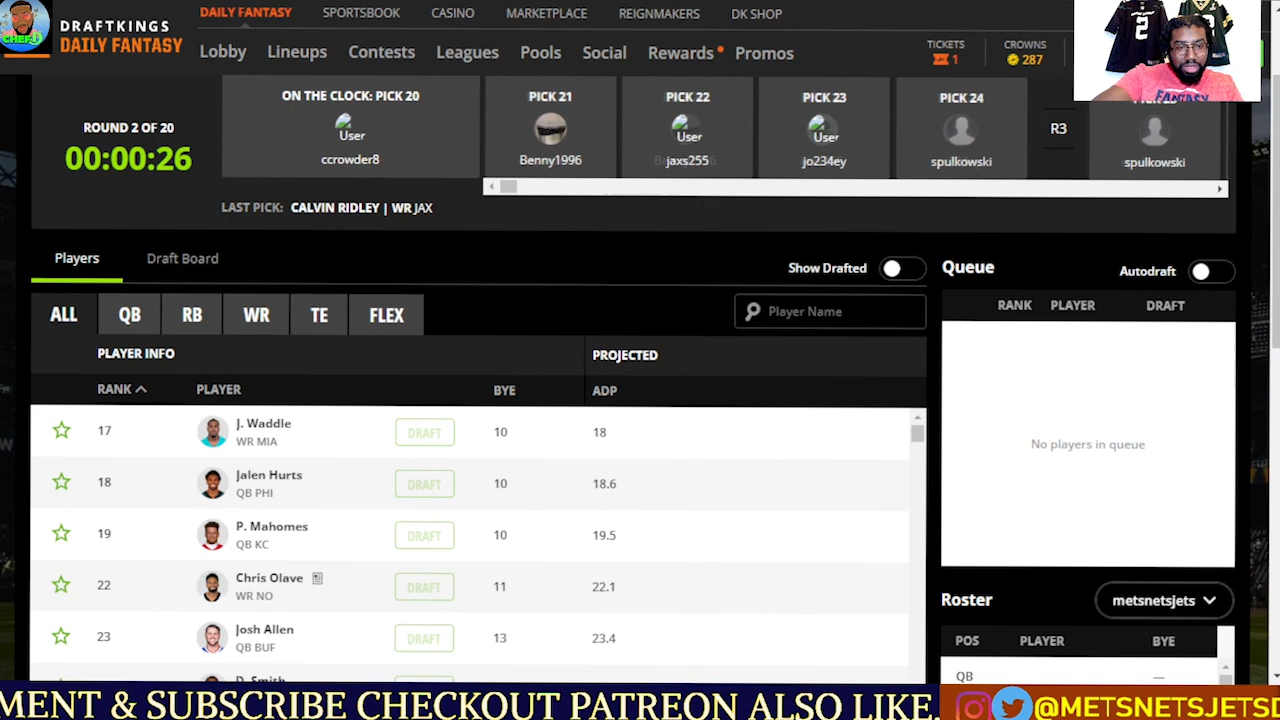 CHEF
DRAFTKINGS
DAILY FANTASY
DAILY FANTASY SPORTSBOOK CASINO MARKETPLACE REIGNMAKERS DK SHOP
Lobby Lineups Contests Leagues Pools Social Rewards Promos
TICKETS
1
CROWNS
287
2
FANTASY
ROUND 2 OF 20
00:00:26
ON THE CLOCK: PICK 20
User
ccrowder8
PICK 21
Benny1996
PICK 22
User
jaxs255
PICK 23
User
jo234ey
PICK 24
spulkowski
R3
spulkowski
LAST PICK: CALVIN RIDLEY | WR JAX
Players Draft Board
Show Drafted
ALL QB RB WR TE FLEX
Player Name
PLAYER INFO PROJECTED
RANK PLAYER BYE ADP
17 J. Waddle WR MIA DRAFT 10 18
18 Jalen Hurts QB PHI DRAFT 10 18.6
19 P. Mahomes QB KC DRAFT 10 19.5
22 Chris Olave WR NO DRAFT 11 22.1
23 Josh Allen QB BUF DRAFT 13 23.4
D. Smith
Queue Autodraft
RANK PLAYER DRAFT
No players in queue
Roster metsnetsjets
POS PLAYER BYE
QB —
MENT & SUBSCRIBE CHECKOUT PATREON ALSO LIKE.
@METSNETSJETSD